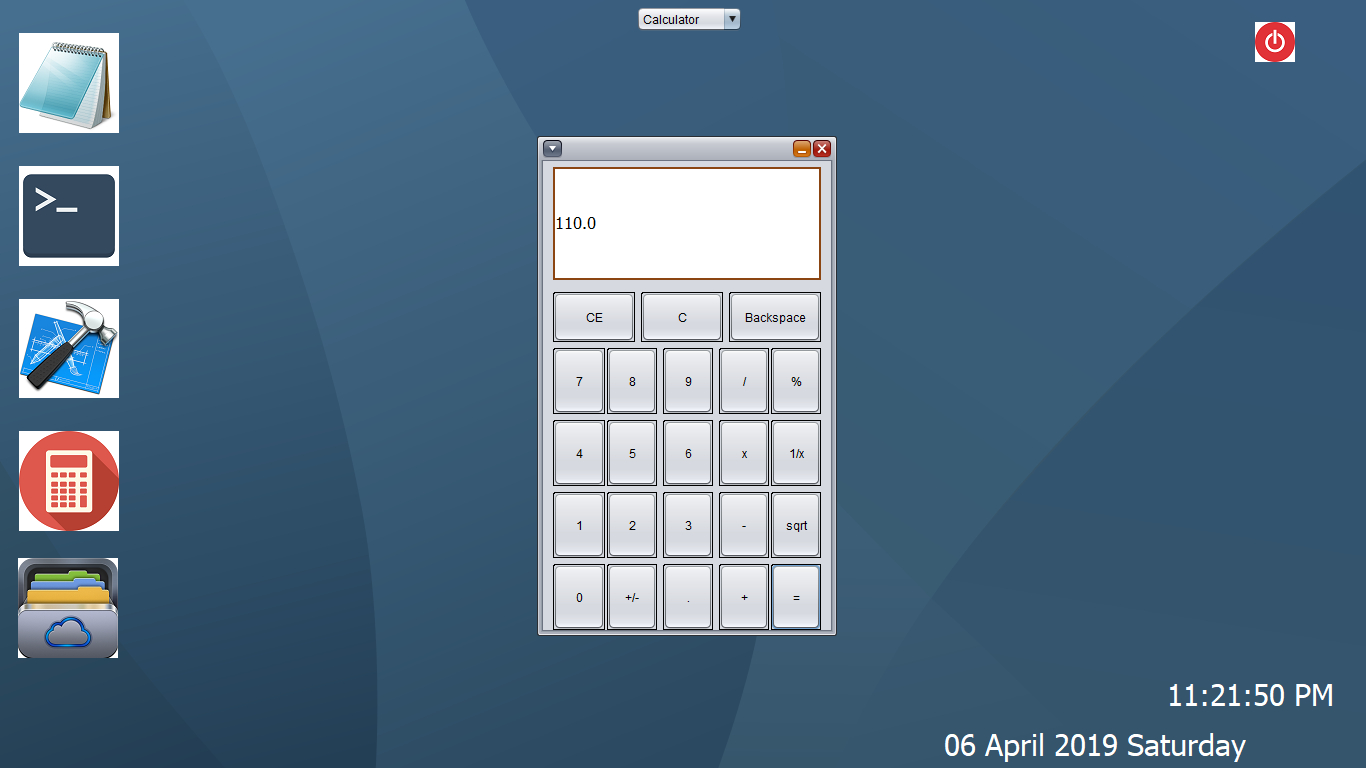 Calculator
>_
110.0
CE C Backspace
7 8 9 / %
4 5 6 x 1/x
1 2 3 - sqrt
0 +/- . + =
11:21:50 PM
06 April 2019 Saturday